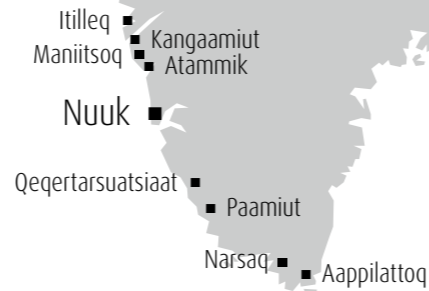 Itilleq
Kangaamiut
Maniitsoq
Atammik
Nuuk
Qeqertarsuatsiaat
Paamiut
Narsaq
Aappilattoq